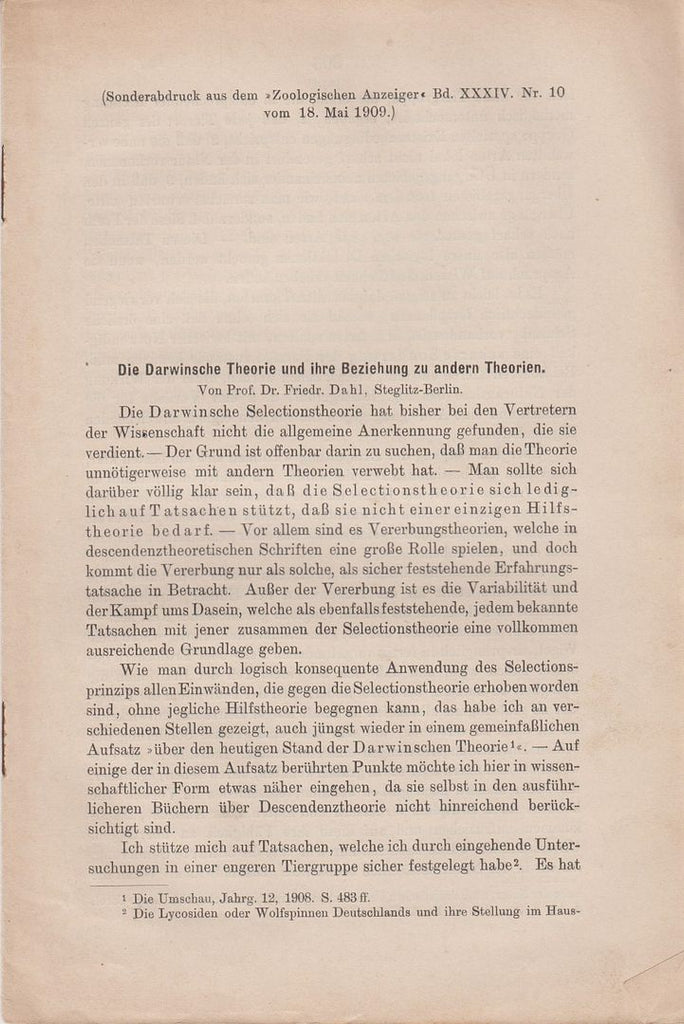 (Sonderabdruck aus dem »Zoologischen Anzeiger« Bd. XXXIV. Nr. 10
vom 18. Mai 1909.)
Die Darwinsche Theorie und ihre Beziehung zu andern Theorien.
Von Prof. Dr. Friedr. Dahl, Steglitz-Berlin.
Die Darwinsche Selectionstheorie hat bisher bei den Vertretern
der Wissenschaft nicht die allgemeine Anerkennung gefunden, die sie
verdient. — Der Grund ist offenbar darin zu suchen, daß man die Theorie
unnötigerweise mit andern Theorien verwebt hat. — Man sollte sich
darüber völlig klar sein, daß die Selectionstheorie sich ledig-
lich auf Tatsachen stützt, daß sie nicht einer einzigen Hilfs-
theorie bedarf. — Vor allem sind es Vererbungstheorien, welche in
descendenztheoretischen Schriften eine große Rolle spielen, und doch
kommt die Vererbung nur als solche, als sicher feststehende Erfahrungs-
tatsache in Betracht. Außer der Vererbung ist es die Variabilität und
der Kampf ums Dasein, welche als ebenfalls feststehende, jedem bekannte
Tatsachen mit jener zusammen der Selectionstheorie eine vollkommen
ausreichende Grundlage geben.
Wie man durch logisch konsequente Anwendung des Selections-
prinzips allen Einwänden, die gegen die Selectionstheorie erhoben worden
sind, ohne jegliche Hilfstheorie begegnen kann, das habe ich an ver-
schiedenen Stellen gezeigt, auch jüngst wieder in einem gemeinfaßlichen
Aufsatz »über den heutigen Stand der Darwinschen Theorie¹«. — Auf
einige der in diesem Aufsatz berührten Punkte möchte ich hier in wissen-
schaftlicher Form etwas näher eingehen, da sie selbst in den ausführ-
licheren Büchern über Descendenztheorie nicht hinreichend berück-
sichtigt sind.
Ich stütze mich auf Tatsachen, welche ich durch eingehende Unter-
suchungen in einer engeren Tiergruppe sicher festgelegt habe². Es hat
¹ Die Umschau, Jahrg. 12, 1908. S. 483 ff.
² Die Lycosiden oder Wolfspinnen Deutschlands und ihre Stellung im Haus-